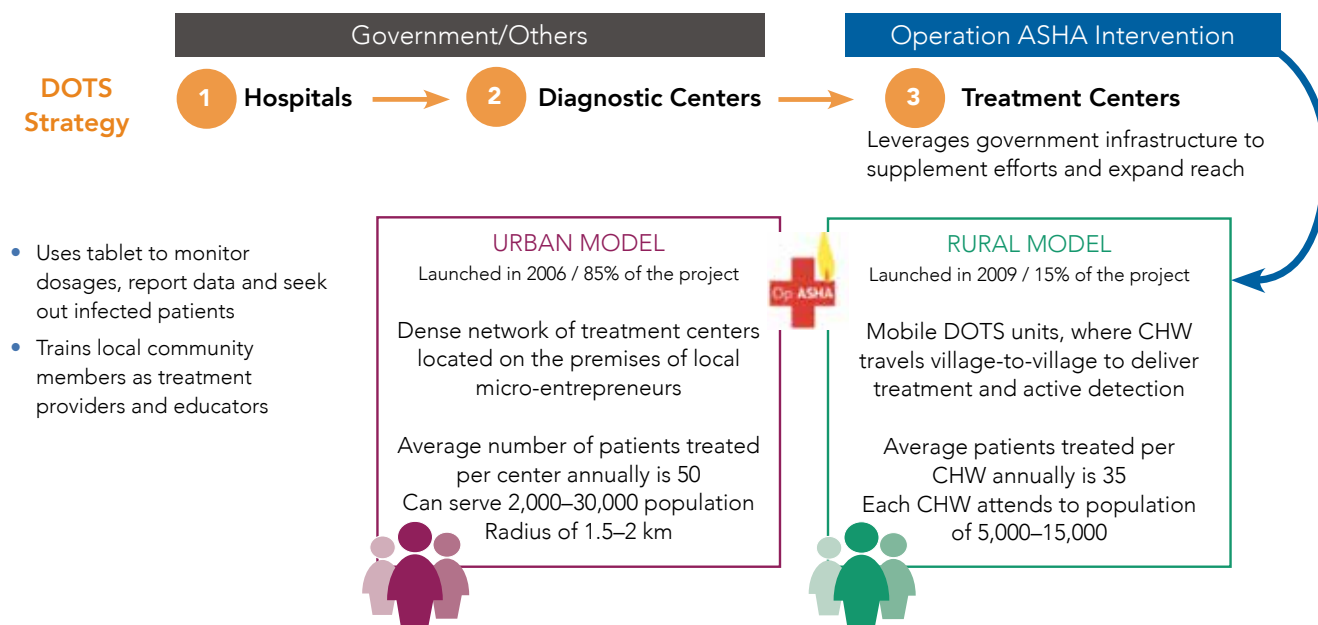 Government/Others
Operation ASHA Intervention
DOTS
Strategy
1 Hospitals
2 Diagnostic Centers
3 Treatment Centers
Leverages government infrastructure to
supplement efforts and expand reach
• Uses tablet to monitor
dosages, report data and seek
out infected patients
• Trains local community
members as treatment
providers and educators
URBAN MODEL
Launched in 2006 / 85% of the project
Dense network of treatment centers
located on the premises of local
micro-entrepreneurs
Average number of patients treated
per center annually is 50
Can serve 2,000–30,000 population
Radius of 1.5–2 km
Op ASHA
RURAL MODEL
Launched in 2009 / 15% of the project
Mobile DOTS units, where CHW
travels village-to-village to deliver
treatment and active detection
Average patients treated per
CHW annually is 35
Each CHW attends to population
of 5,000–15,000